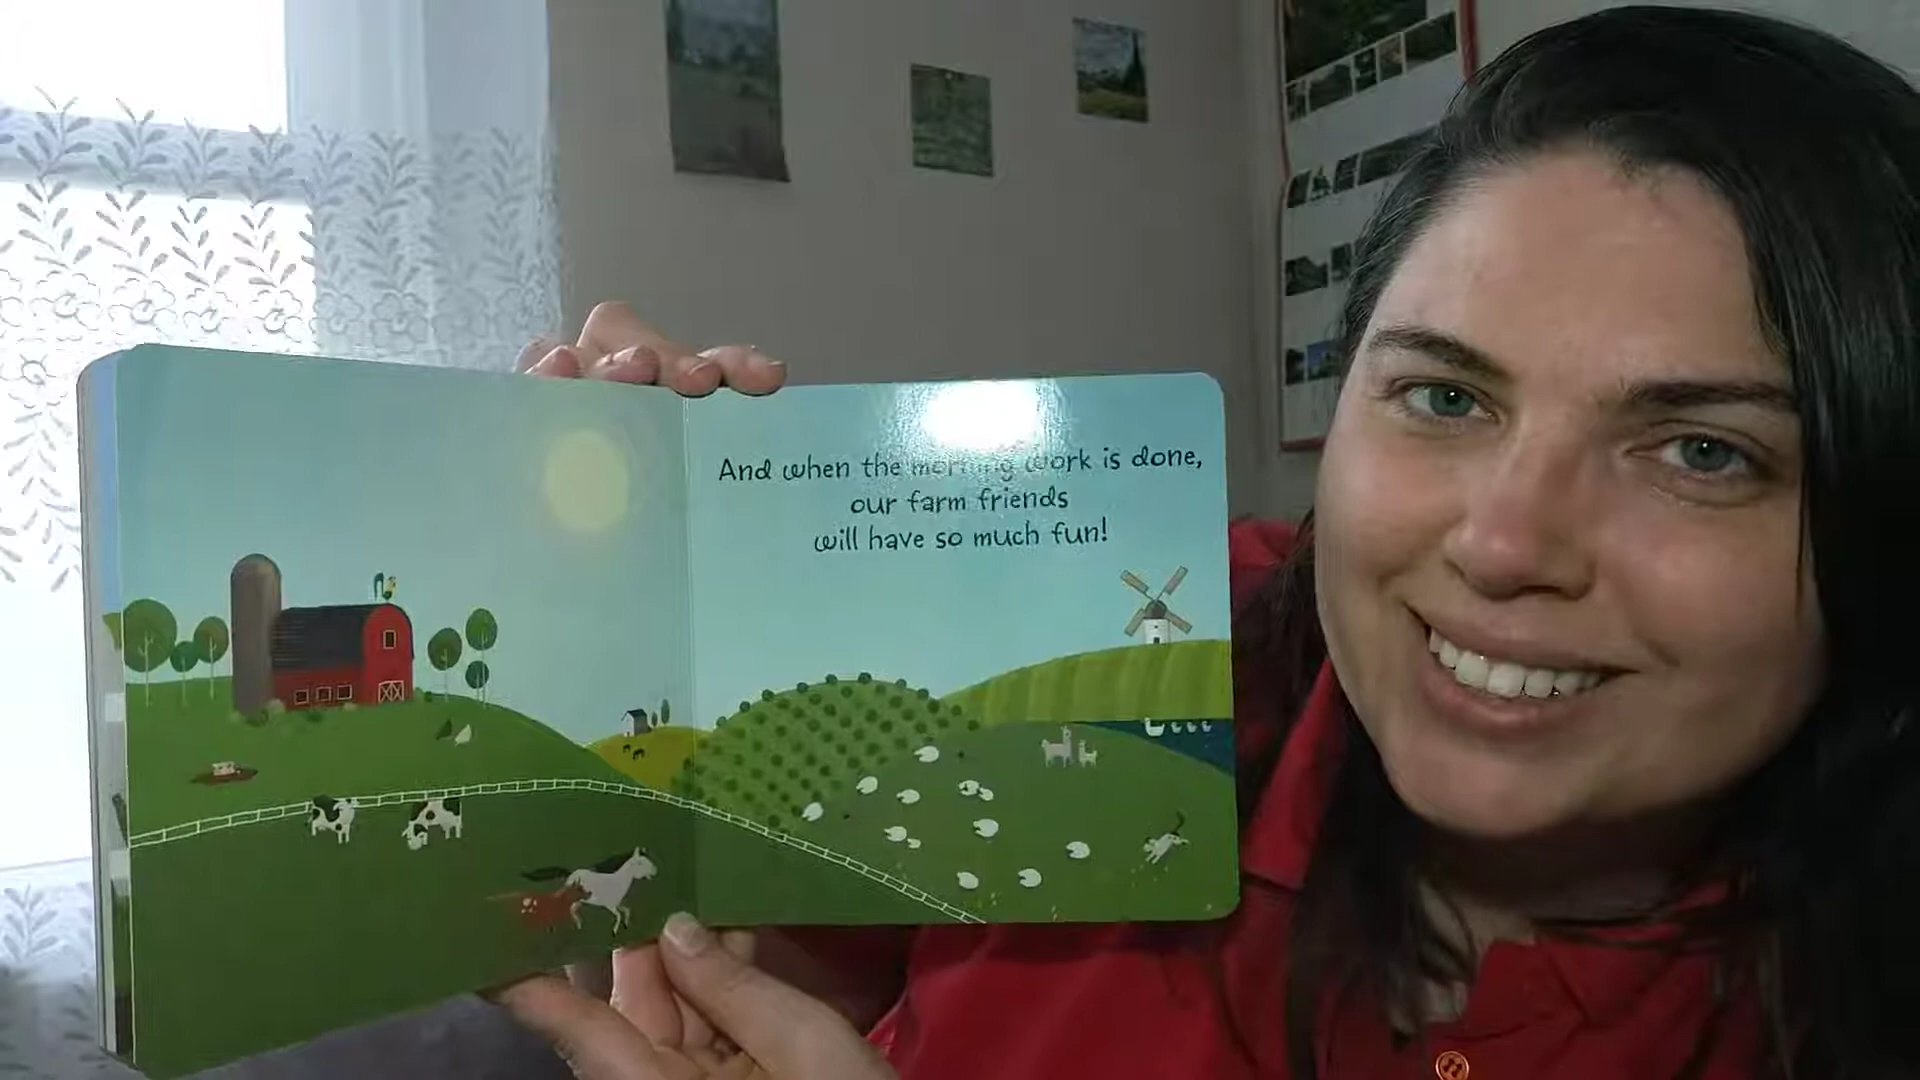 And when the morning work is done,
our farm friends
will have so much fun!